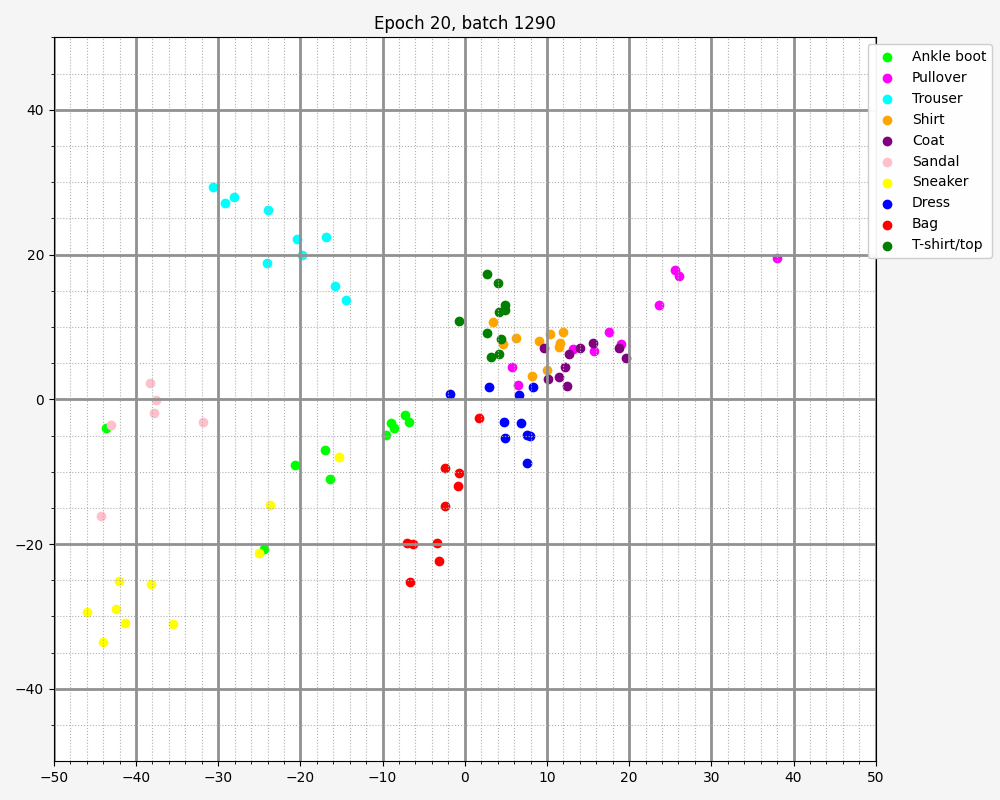 Epoch 20, batch 1290
Ankle boot
Pullover
Trouser
Shirt
Coat
Sandal
Sneaker
Dress
Bag
T-shirt/top
40
20
0
−20
−40
−50 −40 −30 −20 −10 0 10 20 30 40 50